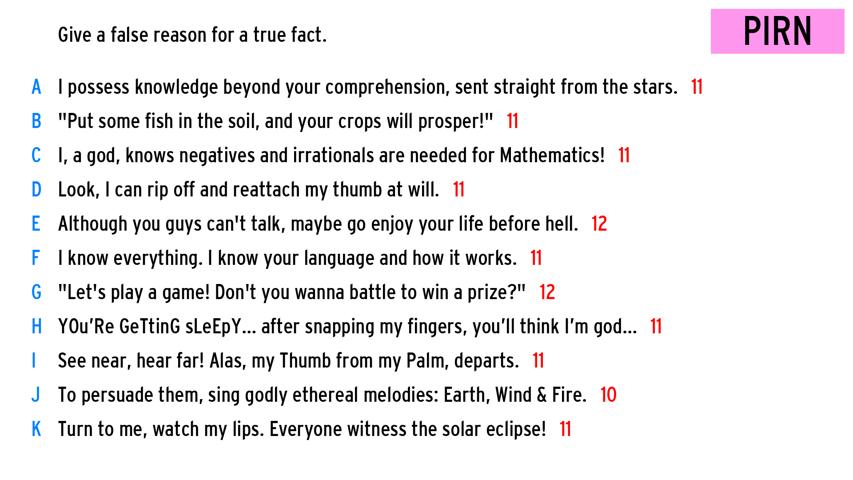 Give a false reason for a true fact.
PIRN
A I possess knowledge beyond your comprehension, sent straight from the stars. 11
B "Put some fish in the soil, and your crops will prosper!" 11
C I, a god, knows negatives and irrationals are needed for Mathematics! 11
D Look, I can rip off and reattach my thumb at will. 11
E Although you guys can't talk, maybe go enjoy your life before hell. 12
F I know everything. I know your language and how it works. 11
G "Let's play a game! Don't you wanna battle to win a prize?" 12
H YOu'Re GeTtinG sLeEpY... after snapping my fingers, you’ll think I’m god... 11
I See near, hear far! Alas, my Thumb from my Palm, departs. 11
J To persuade them, sing godly ethereal melodies: Earth, Wind & Fire. 10
K Turn to me, watch my lips. Everyone witness the solar eclipse! 11